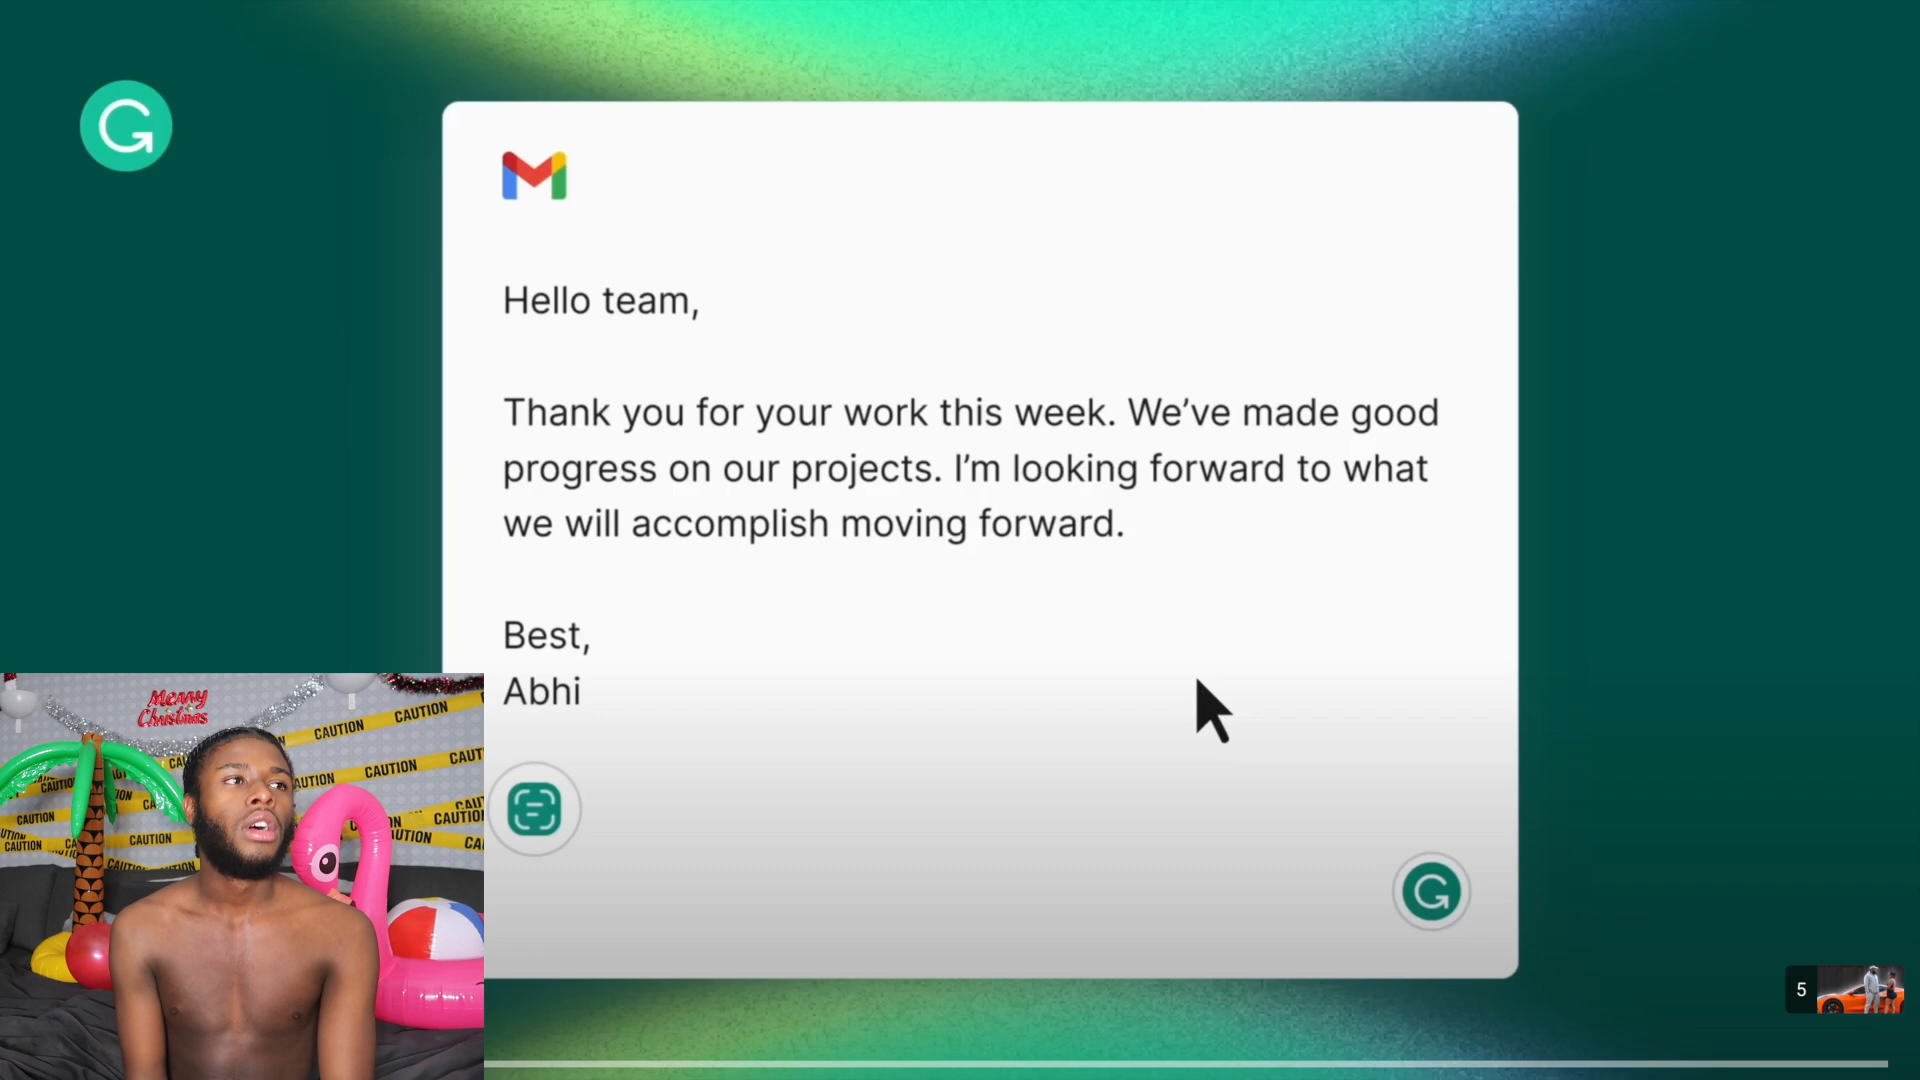 Hello team,
Thank you for your work this week. We’ve made good
progress on our projects. I’m looking forward to what
we will accomplish moving forward.
Best,
Abhi
Merry
Christmas
CAUTION
CAUTION
CAUTION
CAUTION
CAUTION
CAUTION
CAUTION
CAUTION
5